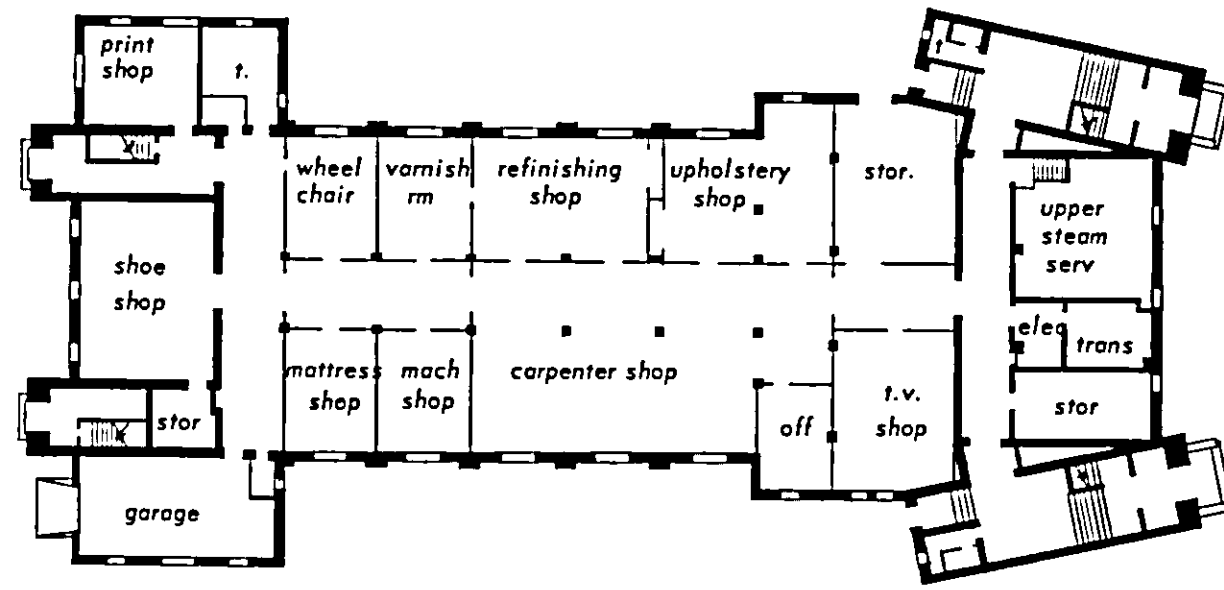 print
shop
t.
t
wheel
chair
varnish
rm
refinishing
shop
upholstery
shop
stor.
upper
steam
serv
shoe
shop
elec
trans
mattress
shop
mach
shop
carpenter shop
off
t.v.
shop
stor
stor
garage